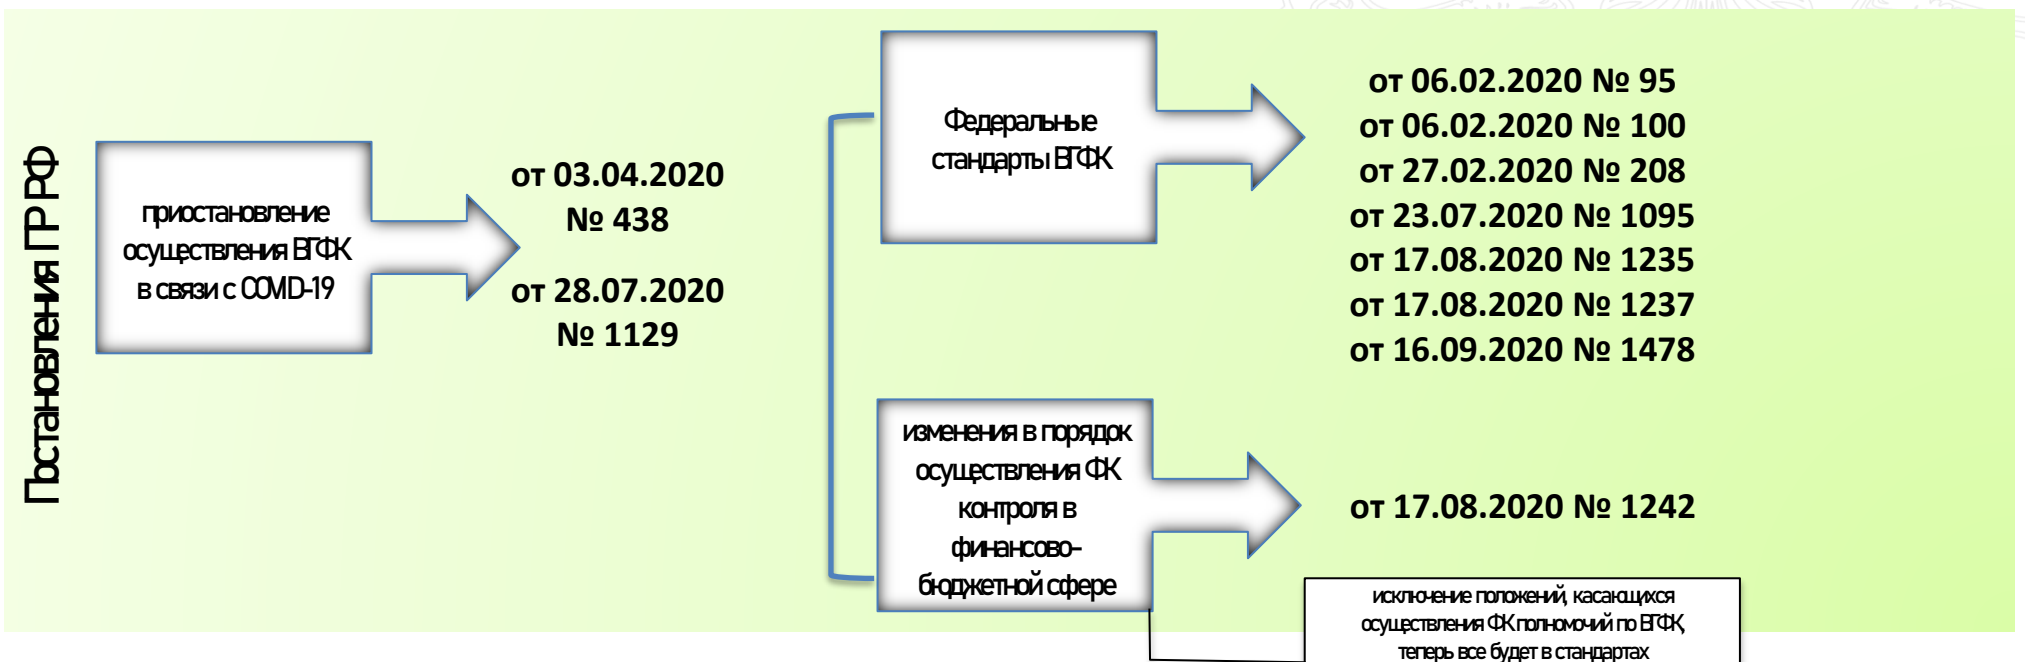 Постановления ПР РФ
приостановление
осуществления ВГФК
в связи с COVID-19
от 03.04.2020
№ 438
от 28.07.2020
№ 1129
Федеральные
стандарты ВГФК
от 06.02.2020 № 95
от 06.02.2020 № 100
от 27.02.2020 № 208
от 23.07.2020 № 1095
от 17.08.2020 № 1235
от 17.08.2020 № 1237
от 16.09.2020 № 1478
изменения в порядок
осуществления ФК
контроля в
финансово-
бюджетной сфере
от 17.08.2020 № 1242
исключение положений, касающихся
осуществления ФК полномочий по ВГФК,
теперь все будет в стандартах